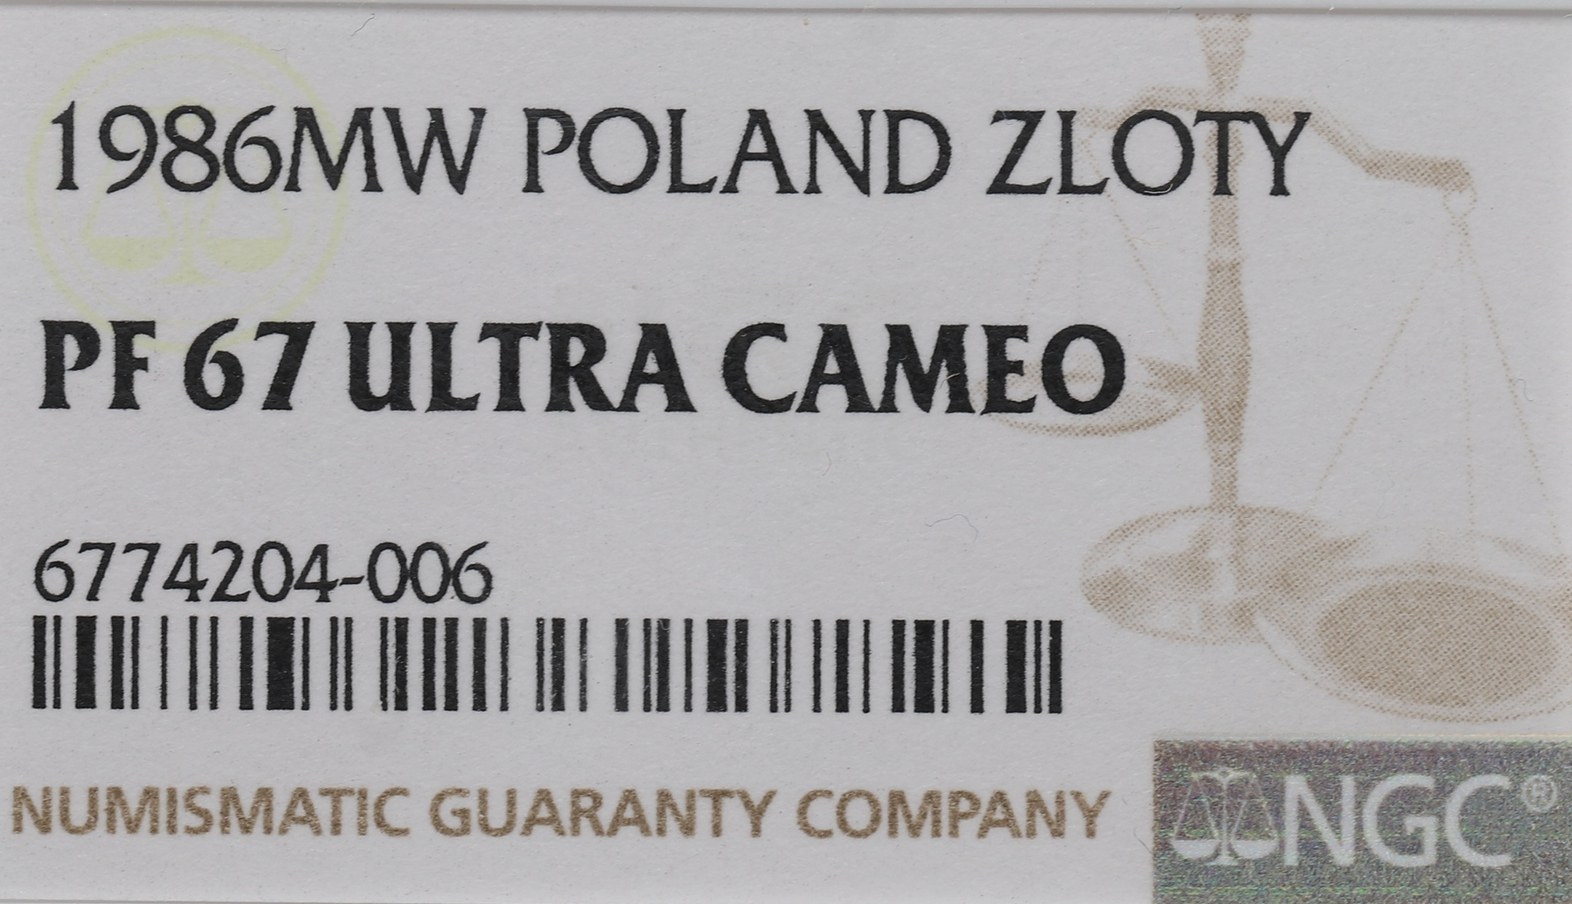 1986MW POLAND ZLOTY
PF 67 ULTRA CAMEO
6774204-006
NUMISMATIC GUARANTY COMPANY
NGC®